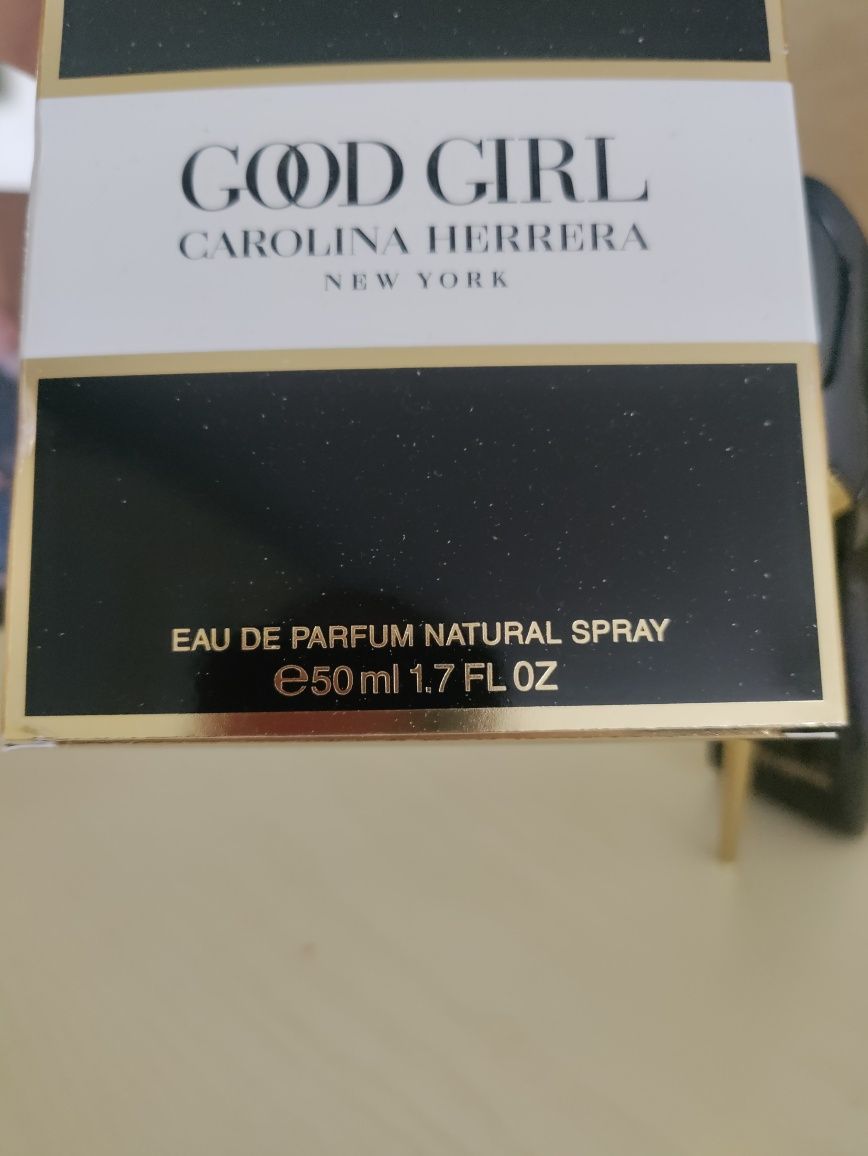 GOOD GIRL
CAROLINA HERRERA
NEW YORK
EAU DE PARFUM NATURAL SPRAY
℮50 ml 1.7 FL OZ